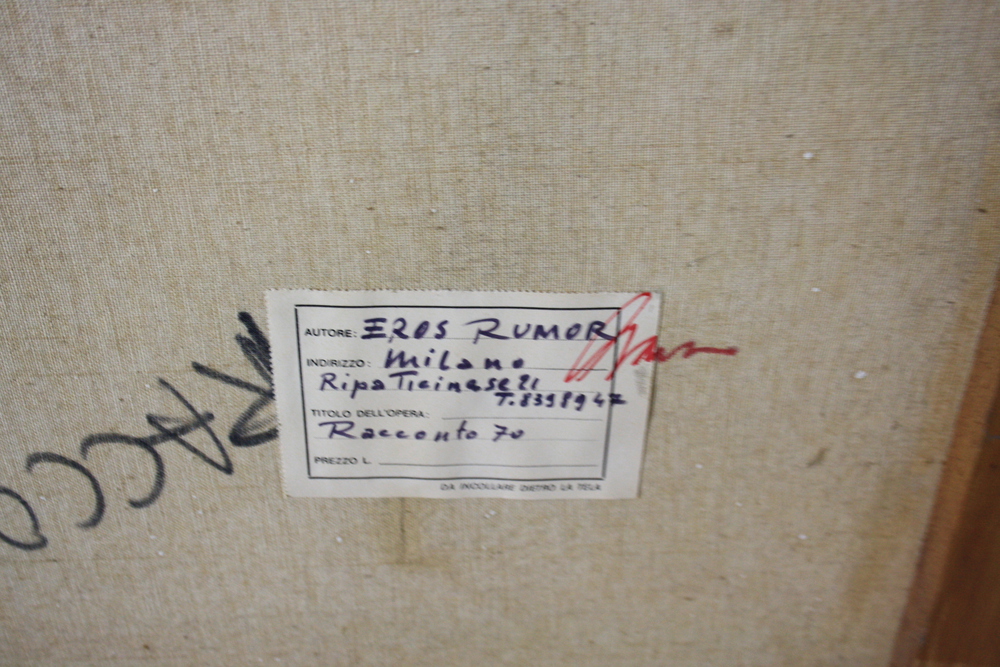 AUTORE: EROS RUMOR
INDIRIZZO: Milano
Ripa Ticinese 21
T. 8398947
TITOLO DELL'OPERA:
Racconto 70
PREZZO L.
DA INCOLLARE DIETRO LA TELA
RACCO